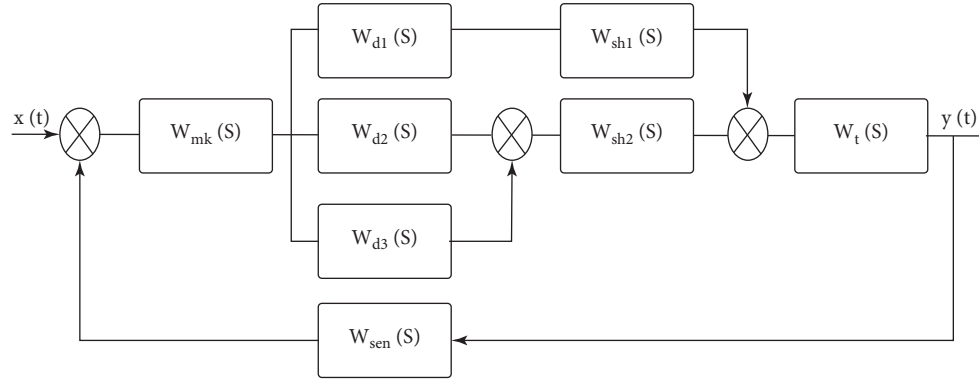 W_d1 (S)
W_sh1 (S)
x (t)
W_mk (S)
W_d2 (S)
W_sh2 (S)
W_t (S)
y (t)
W_d3 (S)
W_sen (S)